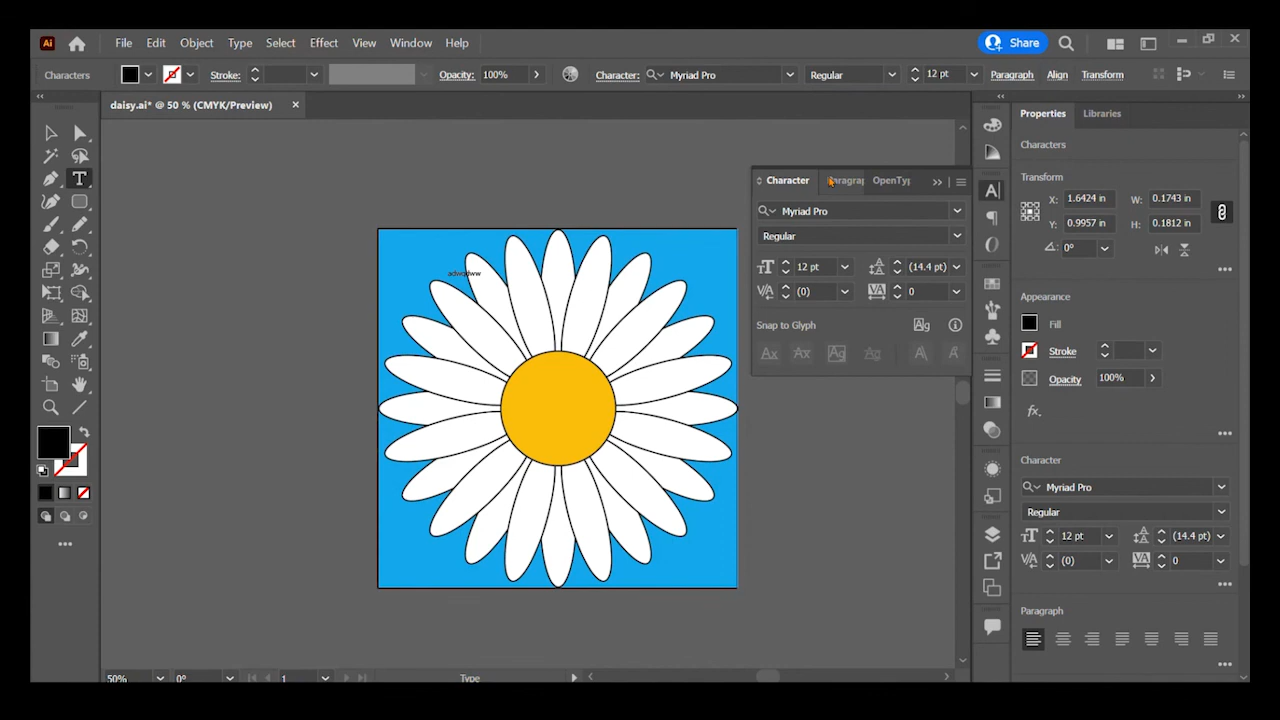 Ai File Edit Object Type Select Effect View Window Help Share
Characters Stroke: Opacity: 100% Character: Myriad Pro Regular 12 pt Paragraph Align Transform
daisy.ai* @ 50 % (CMYK/Preview) ×
Properties Libraries
Characters
Transform
X: 1.6424 in W: 0.1743 in
Y: 0.9957 in H: 0.1812 in
0°
Appearance
Fill
Stroke
Opacity 100%
fx.
Character
Myriad Pro
Regular
12 pt (14.4 pt)
(0) 0
Paragraph
Character Paragrap OpenTyp
Myriad Pro
Regular
12 pt (14.4 pt)
(0) 0
Snap to Glyph
50% 0° 1 Type